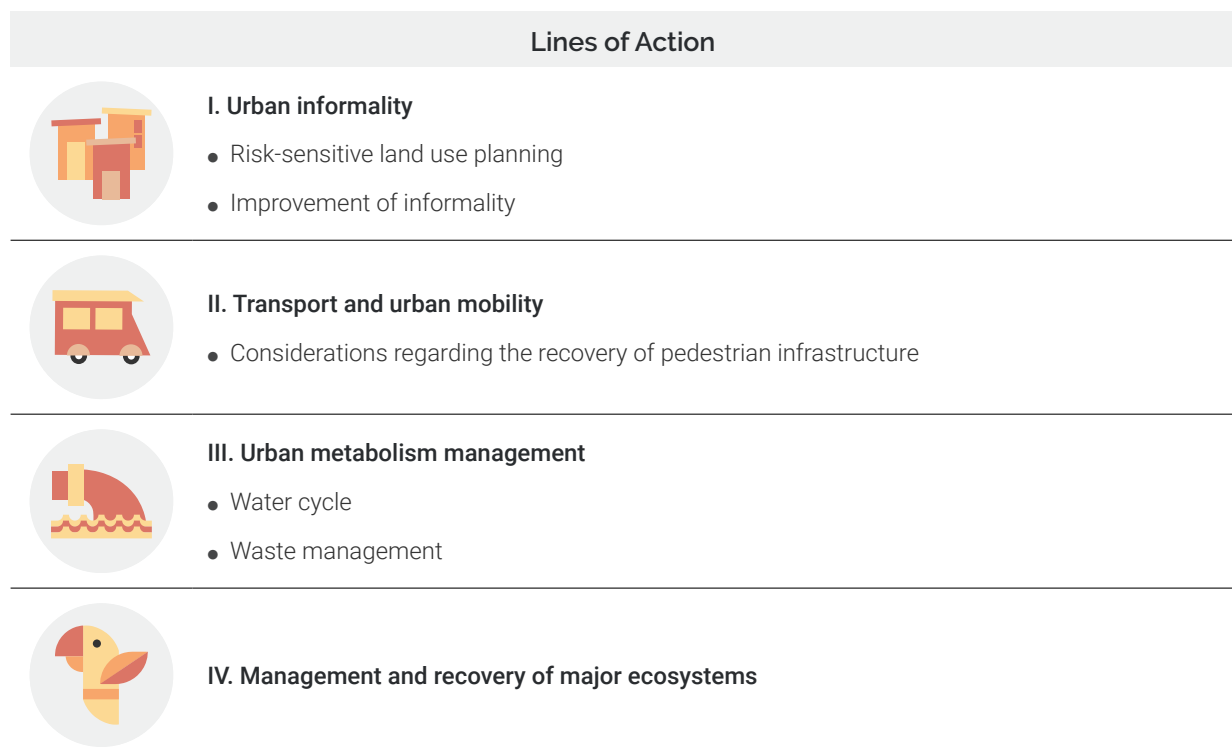 Lines of Action
I. Urban informality
● Risk-sensitive land use planning
● Improvement of informality
II. Transport and urban mobility
● Considerations regarding the recovery of pedestrian infrastructure
III. Urban metabolism management
● Water cycle
● Waste management
IV. Management and recovery of major ecosystems